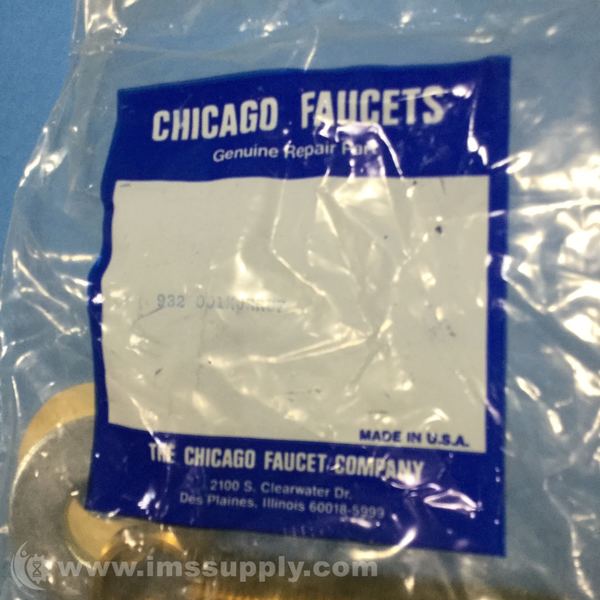 CHICAGO FAUCETS
Genuine Repair Part
932
MADE IN U.S.A.
THE CHICAGO FAUCET COMPANY
2100 S. Clearwater Dr.
Des Plaines, Illinois 60018-5999
www.imssupply.com